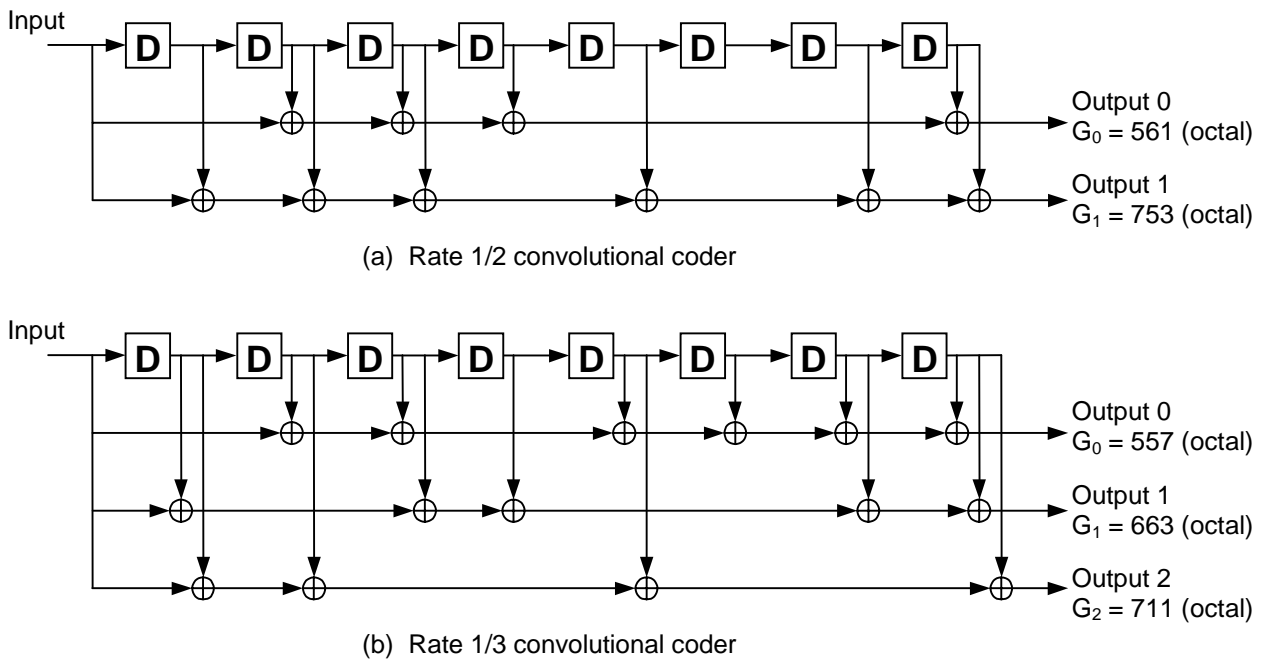 Input
D D D D D D D D
Output 0
G₀ = 561 (octal)
Output 1
G₁ = 753 (octal)
(a) Rate 1/2 convolutional coder
Input
D D D D D D D D
Output 0
G₀ = 557 (octal)
Output 1
G₁ = 663 (octal)
Output 2
G₂ = 711 (octal)
(b) Rate 1/3 convolutional coder